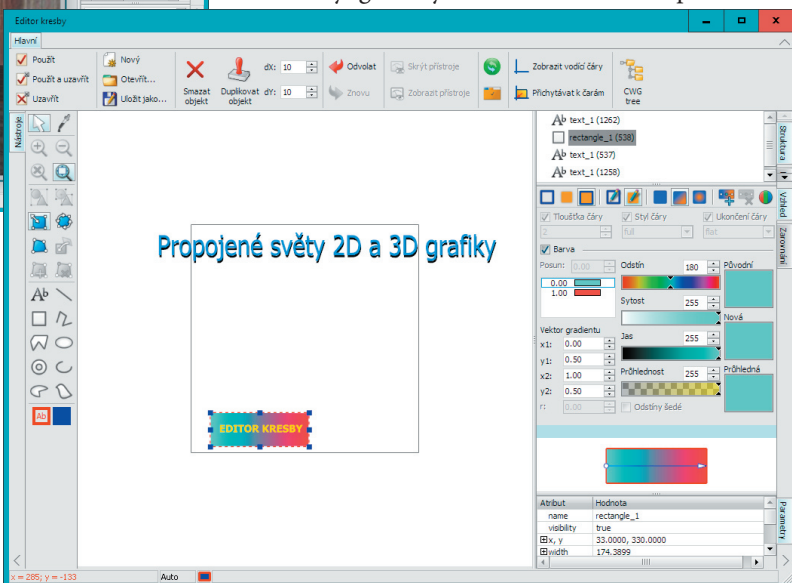 Editor kresby
Hlavní
Použít
Použít a uzavřít
Uzavřít
Nový
Otevřít...
Uložit jako...
Smazat objekt
Duplikovat objekt
dX: 10
dY: 10
Odvolat
Znovu
Skrýt přístroje
Zobrazit přístroje
Zobrazit vodicí čáry
Přichytávat k čarám
CWG tree
Nástroje
Ab
Ab
Propojené světy 2D a 3D grafiky
EDITOR KRESBY
Ab text_1 (1262)
rectangle_1 (538)
Ab text_1 (537)
Ab text_1 (1258)
Struktura
Vzhled
Zarovnání
Tloušťka čáry
Styl čáry
Ukončení čáry
2
full
flat
Barva
Posun: 0.00
Odstín 180
Původní
0.00
1.00
Sytost 255
Nová
Vektor gradientu
x1: 0.00
Jas 255
y1: 0.50
x2: 1.00
Průhlednost 255
Průhledná
y2: 0.50
r: 0.00
Odstíny šedé
Atribut Hodnota
name rectangle_1
visibility true
x, y 33.0000, 330.0000
width 174.3899
Parametry
x = 285; y = -133
Auto